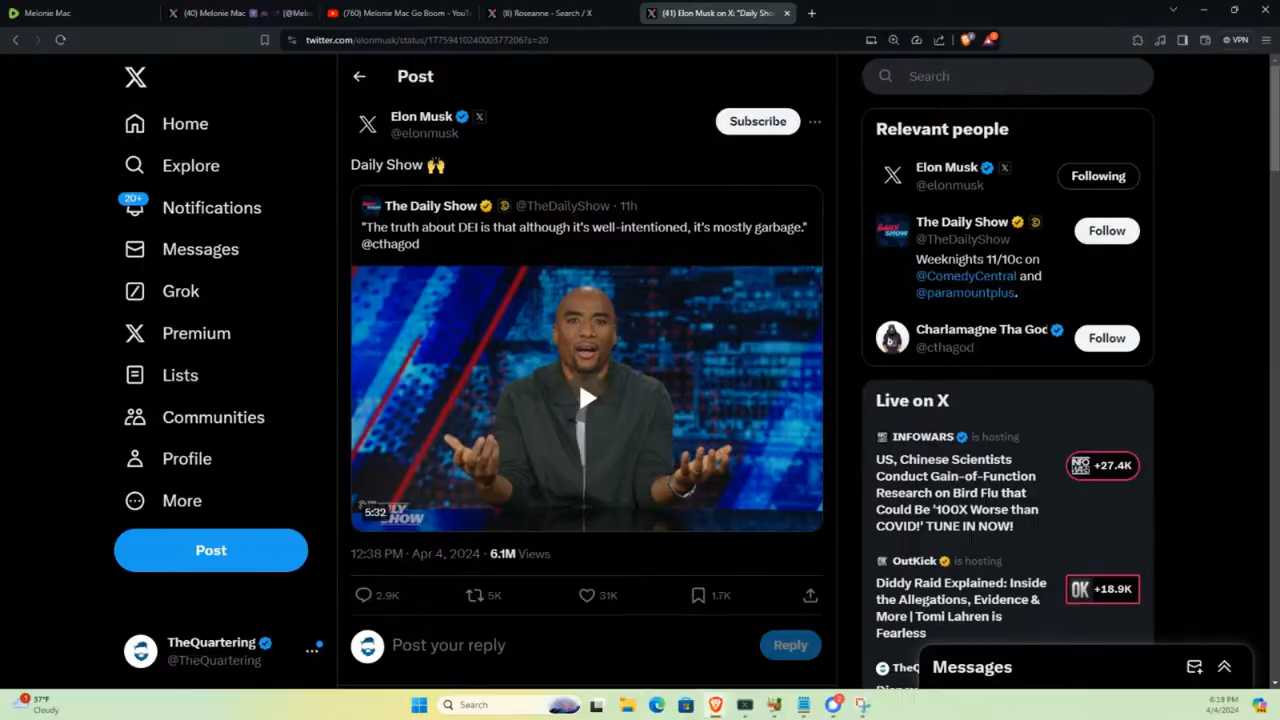 Melonie Mac
(40) Melonie Mac
(@Melo
(760) Melonie Mac Go Boom - YouT
(8) Roseanne - Search / X
(41) Elon Musk on X: "Daily Sho
twitter.com/elonmusk/status/1775941024000377206?s=20
VPN
Home
Explore
20+
Notifications
Messages
Grok
Premium
Lists
Communities
Profile
More
Post
TheQuartering
@TheQuartering
Post
Elon Musk
@elonmusk
Subscribe
Daily Show 🙌
The Daily Show @TheDailyShow · 11h
"The truth about DEI is that although it's well-intentioned, it's mostly garbage."
@cthagod
5:32
12:38 PM · Apr 4, 2024 · 6.1M Views
2.9K
5K
31K
1.7K
Post your reply
Reply
Search
Relevant people
Elon Musk
@elonmusk
Following
The Daily Show
@TheDailyShow
Follow
Weeknights 11/10c on
@ComedyCentral and
@paramountplus.
Charlamagne Tha God
@cthagod
Follow
Live on X
INFOWARS is hosting
US, Chinese Scientists
Conduct Gain-of-Function
Research on Bird Flu that
Could Be '100X Worse than
COVID!' TUNE IN NOW!
+27.4K
OutKick is hosting
Diddy Raid Explained: Inside
the Allegations, Evidence &
More | Tomi Lahren is
Fearless
OK +18.9K
TheQ
Messages
37°F
Cloudy
Search
6:19 PM
4/4/2024